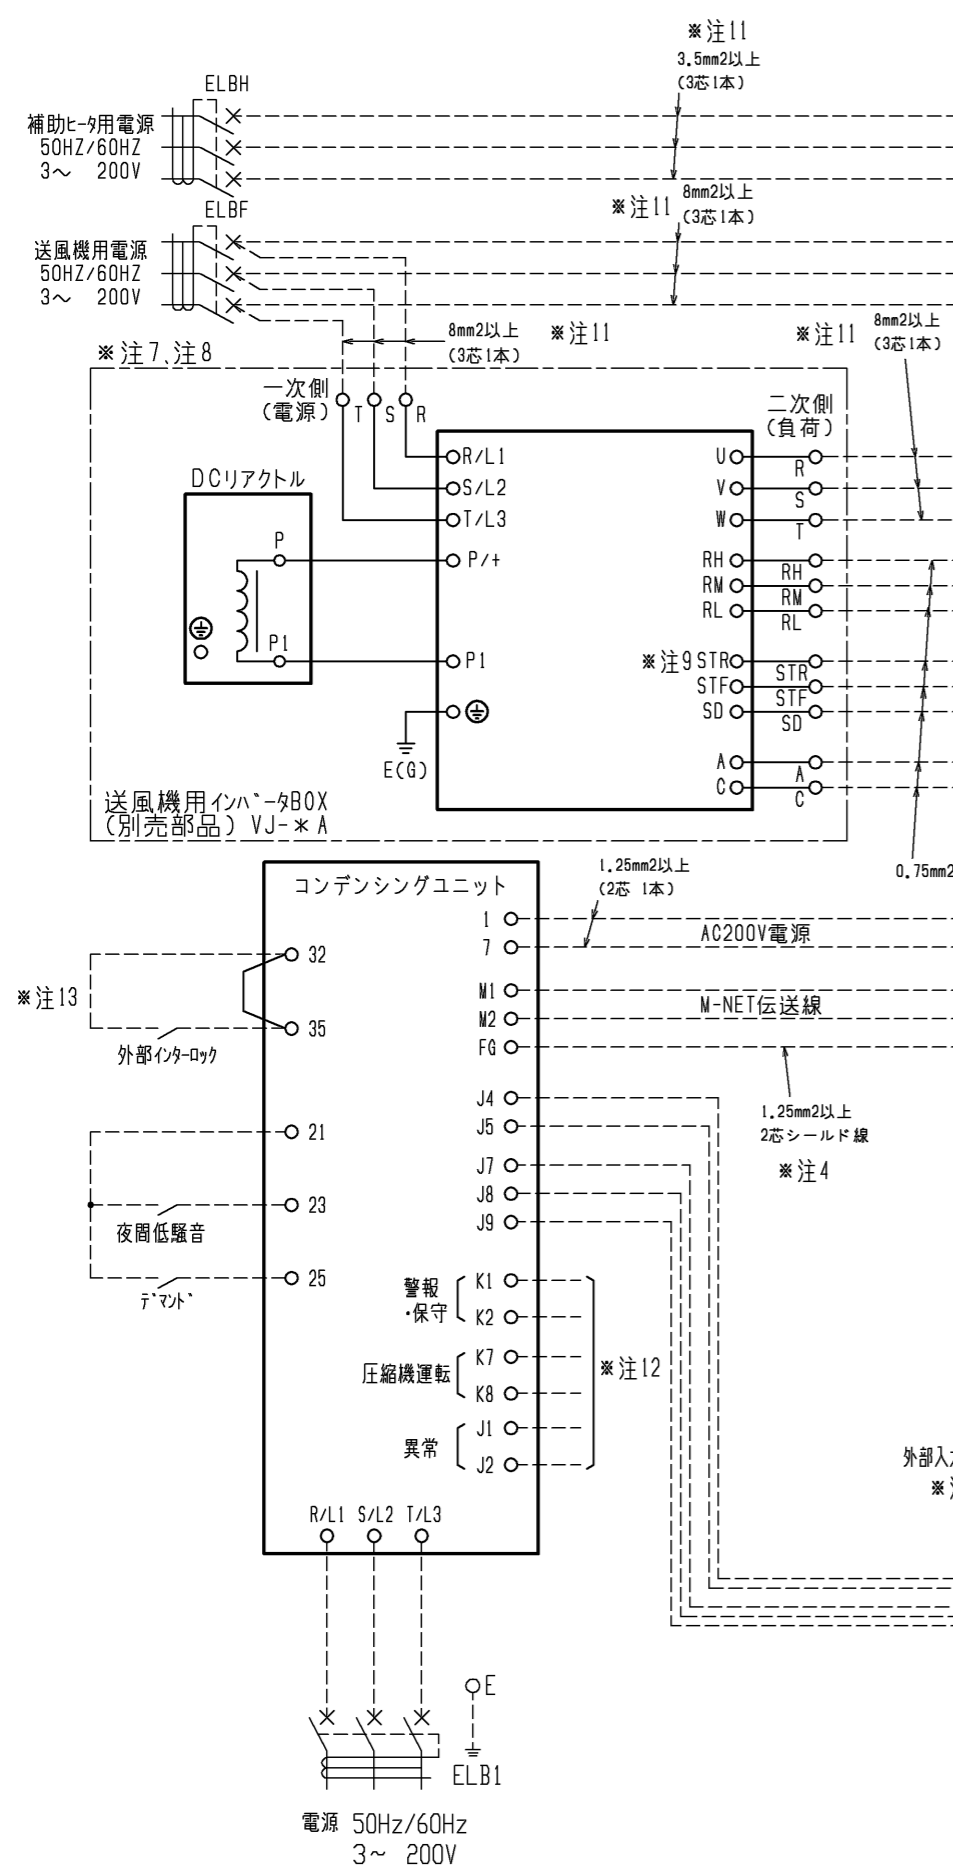 ※注11
3.5mm2以上
(3芯1本)
ELBH
補助ヒータ用電源
50HZ/60HZ
3～ 200V
8mm2以上
※注11
(3芯1本)
ELBF
送風機用電源
50HZ/60HZ
3～ 200V
8mm2以上
(3芯1本)
※注11
※注11
8mm2以上
(3芯1本)
※注7、注8
一次側
(電源)
T
S
R
二次側
(負荷)
DCリアクトル
P
P1
R/L1
S/L2
T/L3
P/+
P1
E(G)
U
R
V
S
W
T
RH
RH
RM
RM
RL
RL
※注9
STR
STR
STF
STF
SD
SD
A
A
C
C
送風機用インバータBOX
(別売部品) VJ-＊A
0.75mm2
1.25mm2以上
(2芯 1本)
コンデンシングユニット
1
7
AC200V電源
M1
M2
FG
M-NET伝送線
1.25mm2以上
2芯シールド線
※注4
32
35
※注13
外部インターロック
21
23
25
夜間低騒音
デマンド
J4
J5
J7
J8
J9
警報
・保守
K1
K2
圧縮機運転
K7
K8
異常
J1
J2
※注12
外部入
※
R/L1 S/L2 T/L3
E
ELB1
電源 50Hz/60Hz
3～ 200V